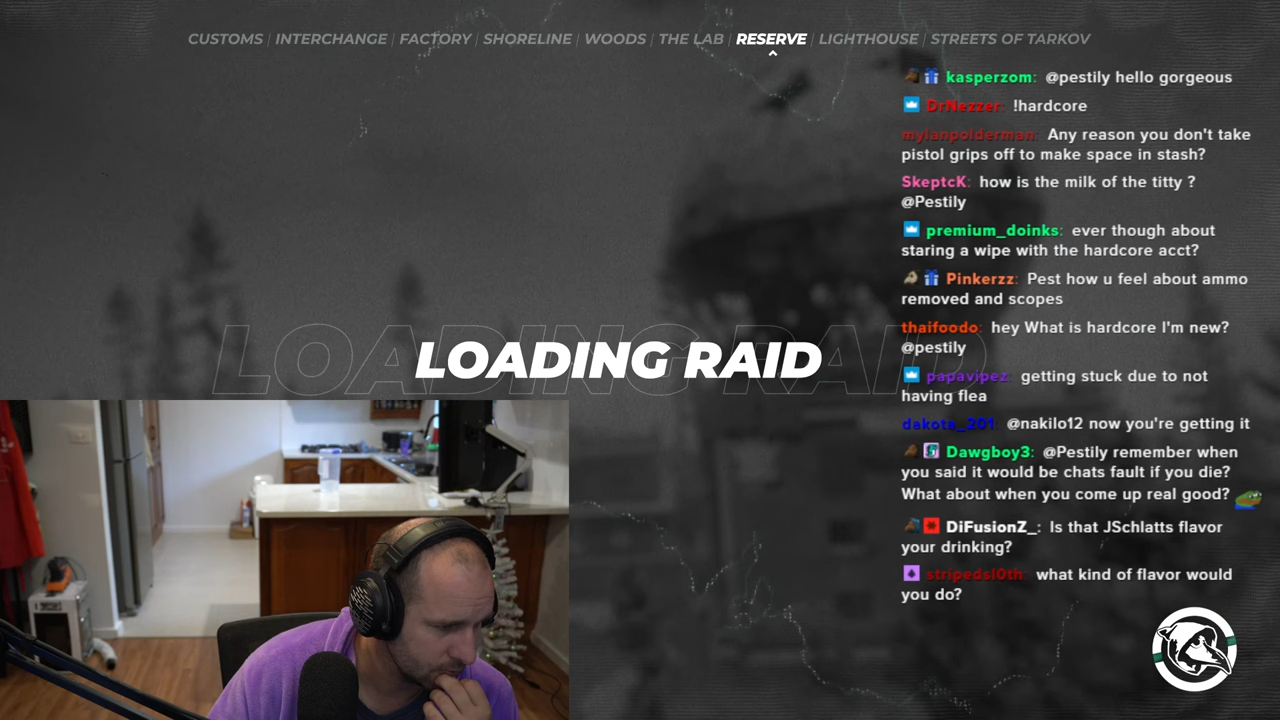 CUSTOMS | INTERCHANGE | FACTORY | SHORELINE | WOODS | THE LAB | RESERVE | LIGHTHOUSE | STREETS OF TARKOV
kasperzom: @pestily hello gorgeous
DrNezzer: !hardcore
mylanpolderman: Any reason you don't take
pistol grips off to make space in stash?
SkeptcK: how is the milk of the titty ?
@Pestily
premium_doinks: ever though about
staring a wipe with the hardcore acct?
Pinkerzz: Pest how u feel about ammo
removed and scopes
thaifoodo: hey What is hardcore I'm new?
@pestily
papavipez: getting stuck due to not
having flea
dakota_201: @nakilo12 now you're getting it
Dawgboy3: @Pestily remember when
you said it would be chats fault if you die?
What about when you come up real good?
DiFusionZ_: Is that JSchlatts flavor
your drinking?
stripedsl0th: what kind of flavor would
you do?
LOADING RAID
LOADING RAID